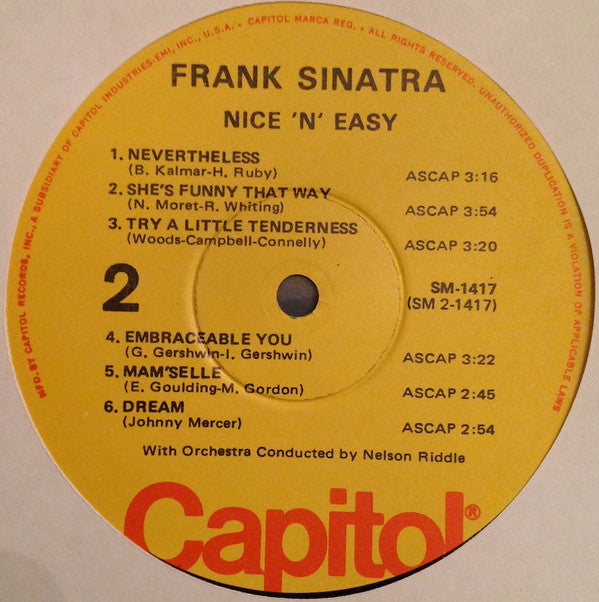 MFD. BY CAPITOL RECORDS, INC., A SUBSIDIARY OF CAPITOL INDUSTRIES-EMI, INC., U.S.A. • CAPITOL MARCA REG. • ALL RIGHTS RESERVED. UNAUTHORIZED DUPLICATION IS A VIOLATION OF APPLICABLE LAWS
FRANK SINATRA
NICE 'N' EASY
1. NEVERTHELESS
(B. Kalmar-H. Ruby) ASCAP 3:16
2. SHE'S FUNNY THAT WAY
(N. Moret-R. Whiting) ASCAP 3:54
3. TRY A LITTLE TENDERNESS
(Woods-Campbell-Connelly) ASCAP 3:20
2
SM-1417
(SM 2-1417)
4. EMBRACEABLE YOU
(G. Gershwin-I. Gershwin) ASCAP 3:22
5. MAM'SELLE
(E. Goulding-M. Gordon) ASCAP 2:45
6. DREAM
(Johnny Mercer) ASCAP 2:54
With Orchestra Conducted by Nelson Riddle
Capitol®